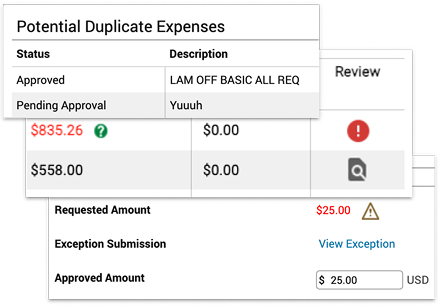 Potential Duplicate Expenses
Status Description
Approved LAM OFF BASIC ALL REQ
Pending Approval Yuuuh
Review
$835.26 ? $0.00 !
$558.00 $0.00
Requested Amount $25.00 !
Exception Submission View Exception
Approved Amount $ 25.00 USD